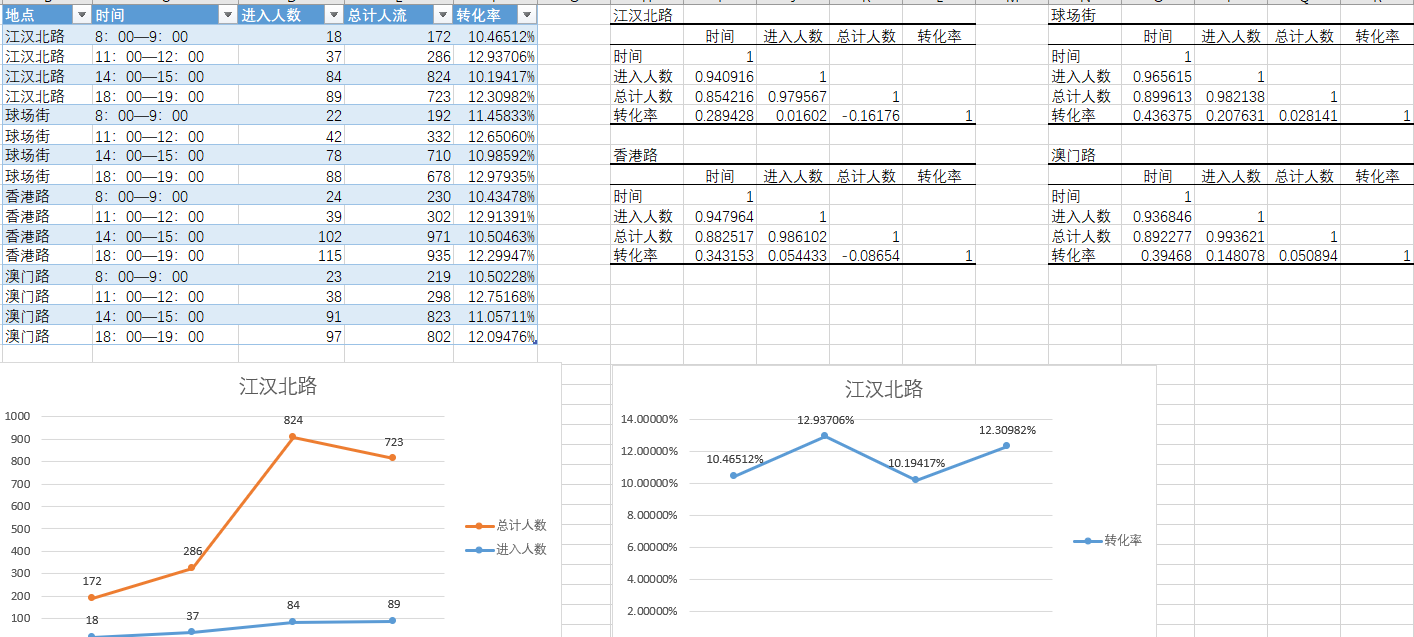 地点 时间 进入人数 总计人流 转化率
江汉北路 8：00—9：00 18 172 10.46512%
江汉北路 11：00—12：00 37 286 12.93706%
江汉北路 14：00—15：00 84 824 10.19417%
江汉北路 18：00—19：00 89 723 12.30982%
球场街 8：00—9：00 22 192 11.45833%
球场街 11：00—12：00 42 332 12.65060%
球场街 14：00—15：00 78 710 10.98592%
球场街 18：00—19：00 88 678 12.97935%
香港路 8：00—9：00 24 230 10.43478%
香港路 11：00—12：00 39 302 12.91391%
香港路 14：00—15：00 102 971 10.50463%
香港路 18：00—19：00 115 935 12.29947%
澳门路 8：00—9：00 23 219 10.50228%
澳门路 11：00—12：00 38 298 12.75168%
澳门路 14：00—15：00 91 823 11.05711%
澳门路 18：00—19：00 97 802 12.09476%
江汉北路
时间 进入人数 总计人数 转化率
时间 1
进入人数 0.940916 1
总计人数 0.854216 0.979567 1
转化率 0.289428 0.01602 -0.16176 1
球场街
时间 进入人数 总计人数 转化率
时间 1
进入人数 0.965615 1
总计人数 0.899613 0.982138 1
转化率 0.436375 0.207631 0.028141 1
香港路
时间 进入人数 总计人数 转化率
时间 1
进入人数 0.947964 1
总计人数 0.882517 0.986102 1
转化率 0.343153 0.054433 -0.08654 1
澳门路
时间 进入人数 总计人数 转化率
时间 1
进入人数 0.936846 1
总计人数 0.892277 0.993621 1
转化率 0.39468 0.148078 0.050894 1
江汉北路
1000
900
800
700
600
500
400
300
200
100
172
286
824
723
18
37
84
89
总计人数
进入人数
江汉北路
14.00000%
12.00000%
10.00000%
8.00000%
6.00000%
4.00000%
2.00000%
10.46512%
12.93706%
10.19417%
12.30982%
转化率